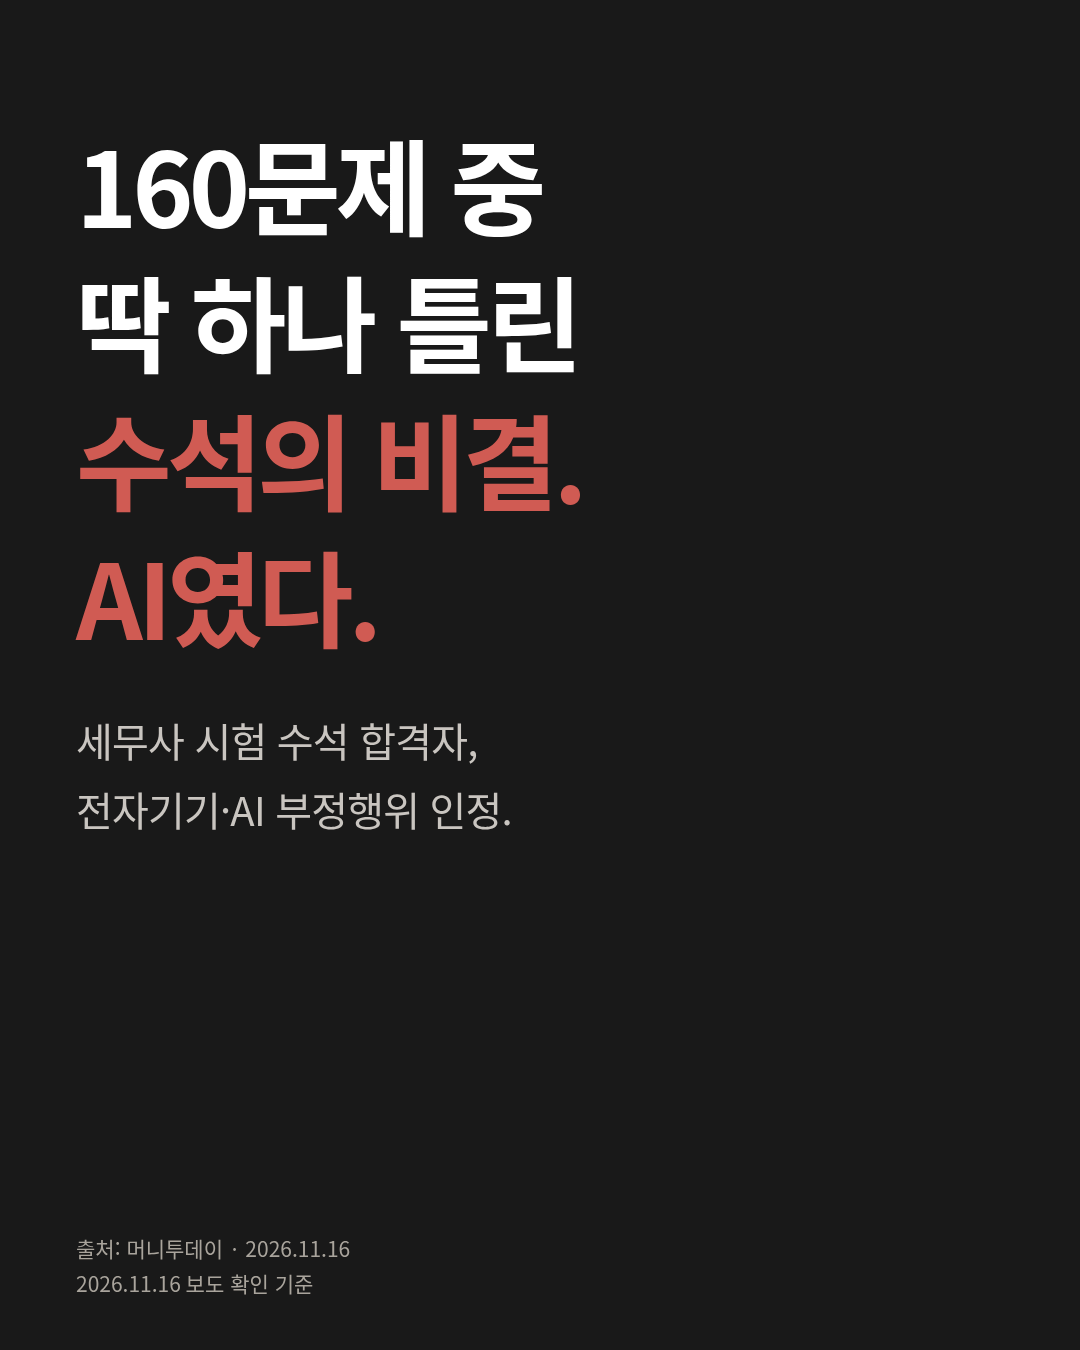 160문제 중
딱 하나 틀린
수석의 비결.
AI였다.
세무사 시험 수석 합격자,
전자기기·AI 부정행위 인정.
출처: 머니투데이 · 2026.11.16
2026.11.16 보도 확인 기준